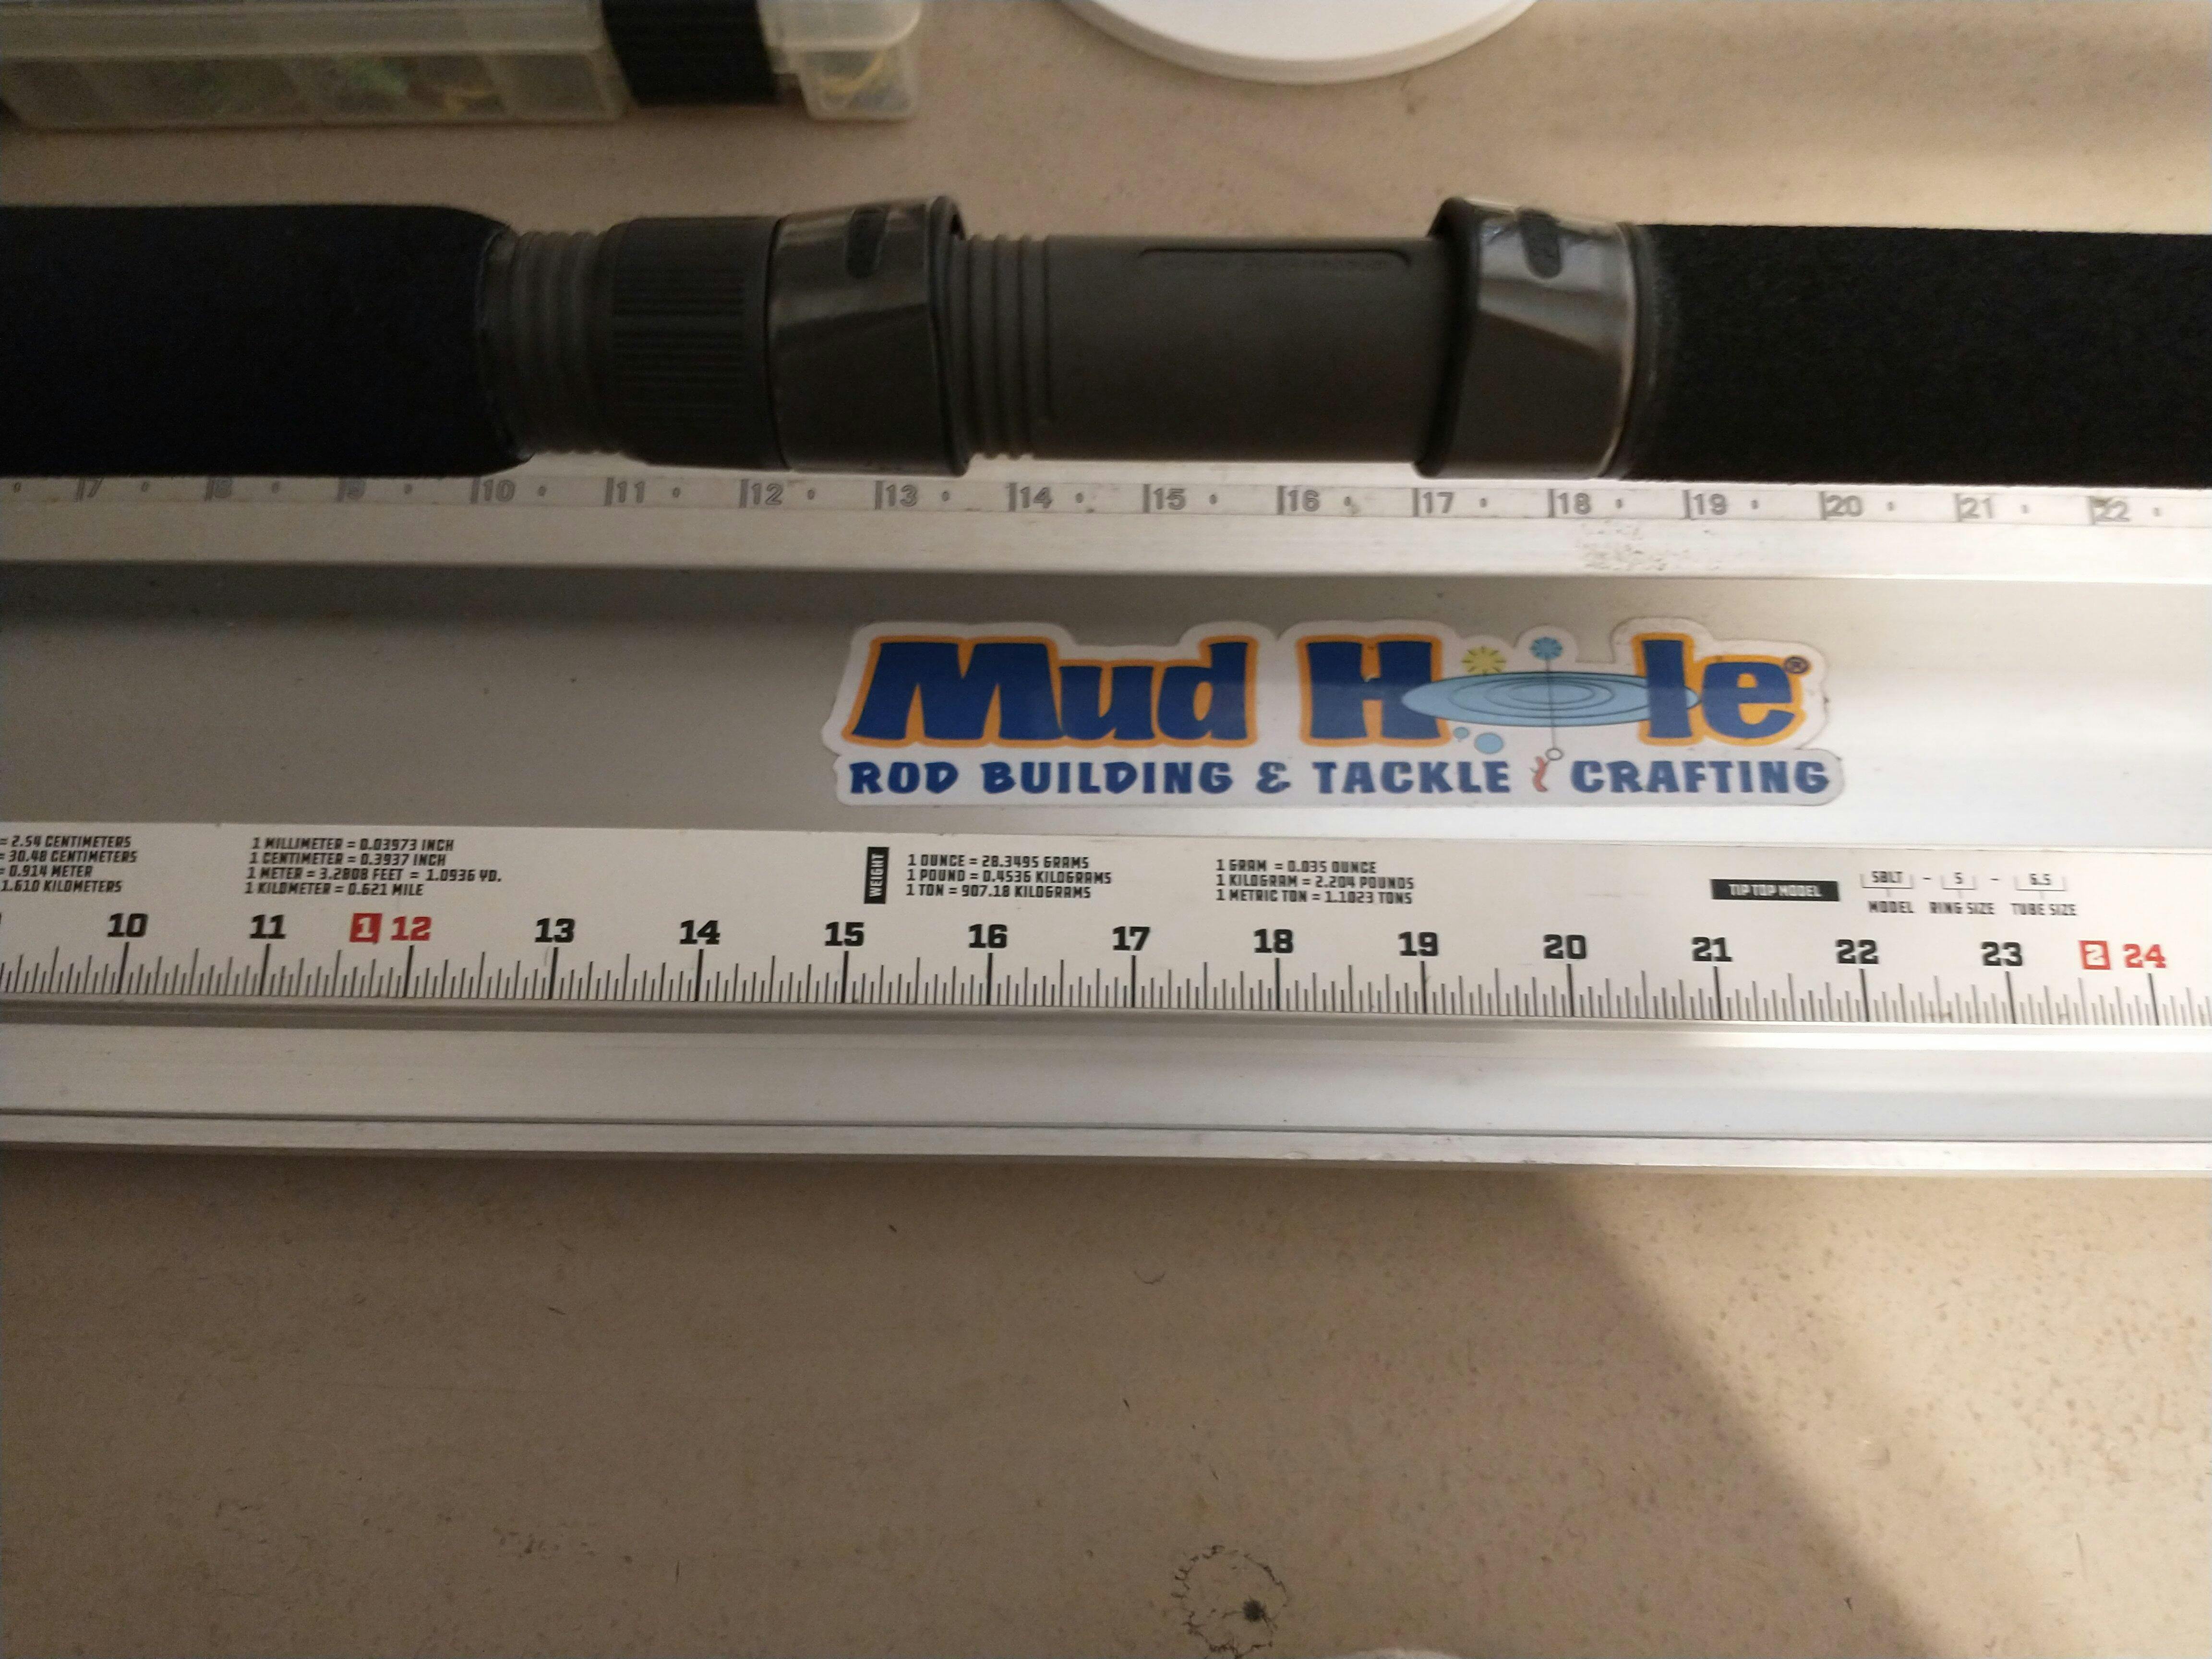 7 8 9 10 11 12 13 14 15 16 17 18 19 20 21 22
Mud Hole®
ROD BUILDING & TACKLE CRAFTING
= 2.54 CENTIMETERS
= 30.48 CENTIMETERS
= 0.914 METER
1.610 KILOMETERS
1 MILLIMETER = 0.03973 INCH
1 CENTIMETER = 0.3937 INCH
1 METER = 3.2808 FEET = 1.0936 YD.
1 KILOMETER = 0.621 MILE
WEIGHT
1 OUNCE = 28.3495 GRAMS
1 POUND = 0.4536 KILOGRAMS
1 TON = 907.18 KILOGRAMS
1 GRAM = 0.035 OUNCE
1 KILOGRAM = 2.204 POUNDS
1 METRIC TON = 1.1023 TONS
TIP TOP MODEL
SBLT - 5 - 6.5
MODEL RING SIZE TUBE SIZE
10 11 1 12 13 14 15 16 17 18 19 20 21 22 23 2 24